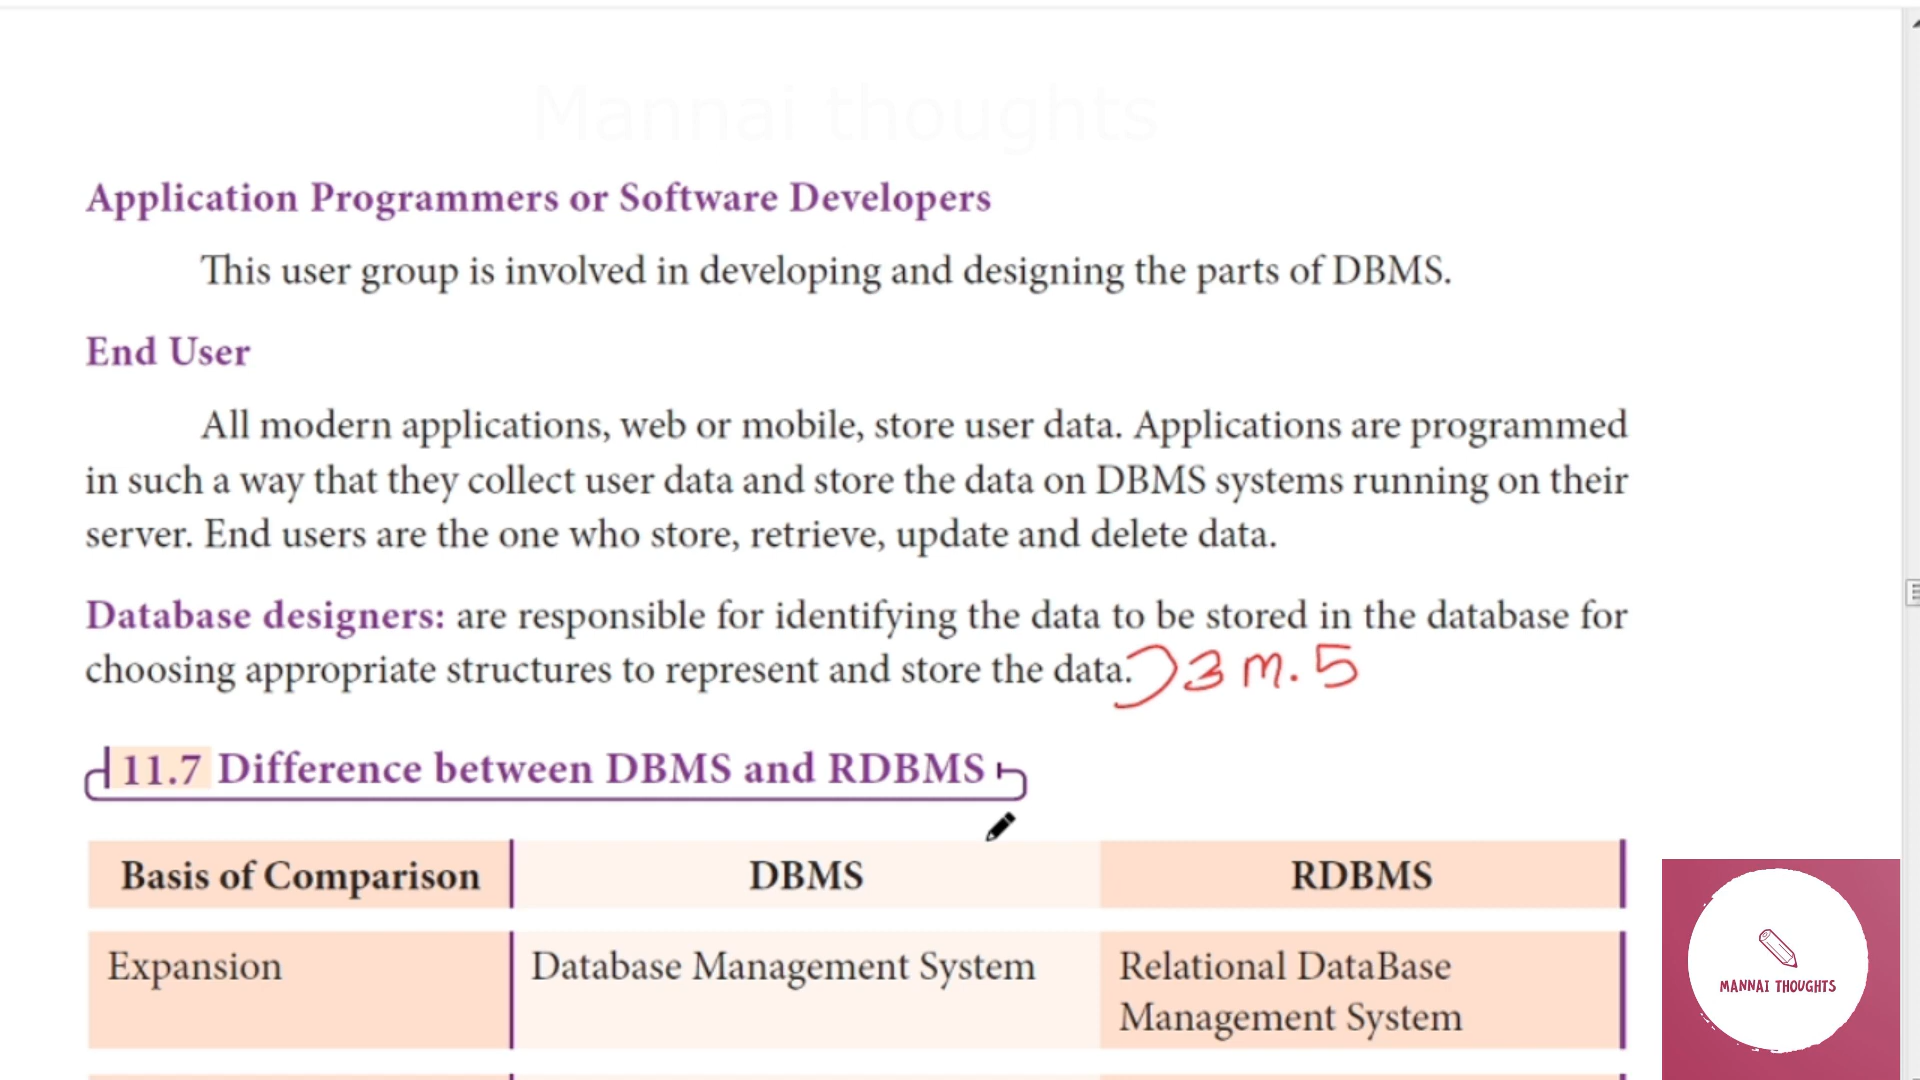 Mannai thoughts
Application Programmers or Software Developers
This user group is involved in developing and designing the parts of DBMS.
End User
All modern applications, web or mobile, store user data. Applications are programmed
in such a way that they collect user data and store the data on DBMS systems running on their
server. End users are the one who store, retrieve, update and delete data.
Database designers: are responsible for identifying the data to be stored in the database for
choosing appropriate structures to represent and store the data. 3 m. 5
11.7 Difference between DBMS and RDBMS
Basis of Comparison DBMS RDBMS
Expansion Database Management System Relational DataBase
Management System
MANNAI THOUGHTS